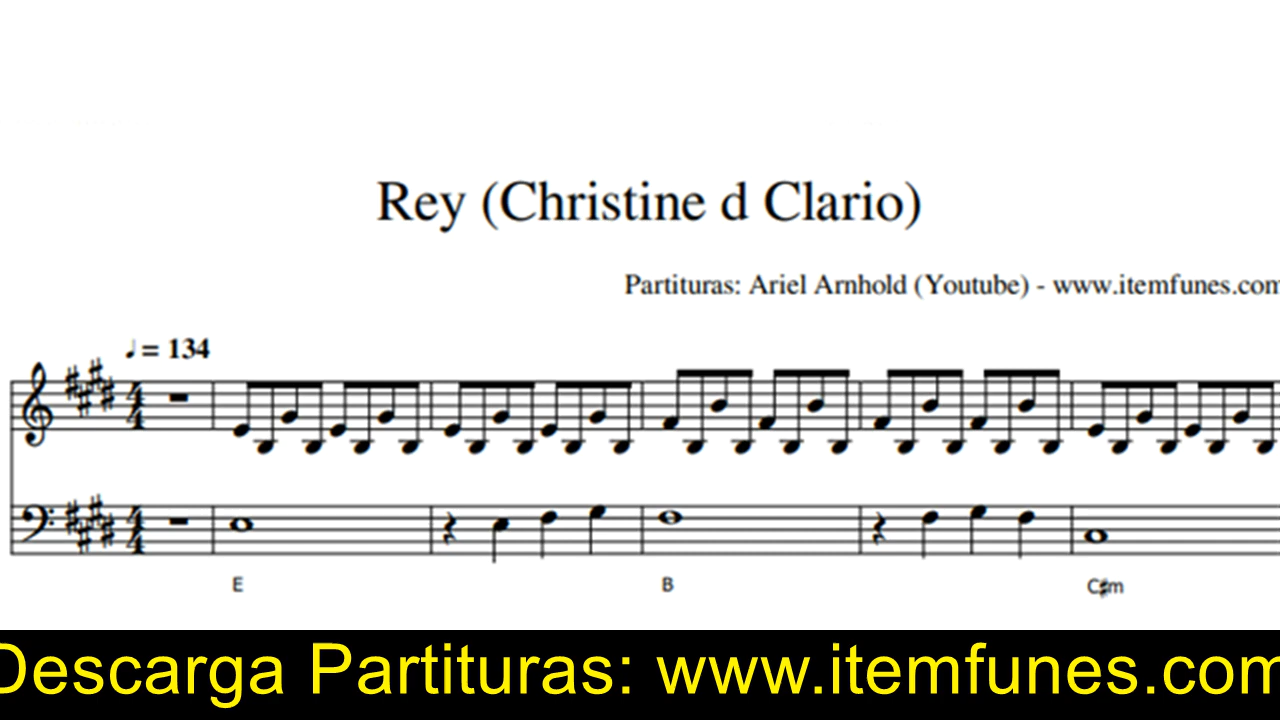 Rey (Christine d Clario)
Partituras: Ariel Arnhold (Youtube) - www.itemfunes.com
♩= 134
E B C♯m
Descarga Partituras: www.itemfunes.com